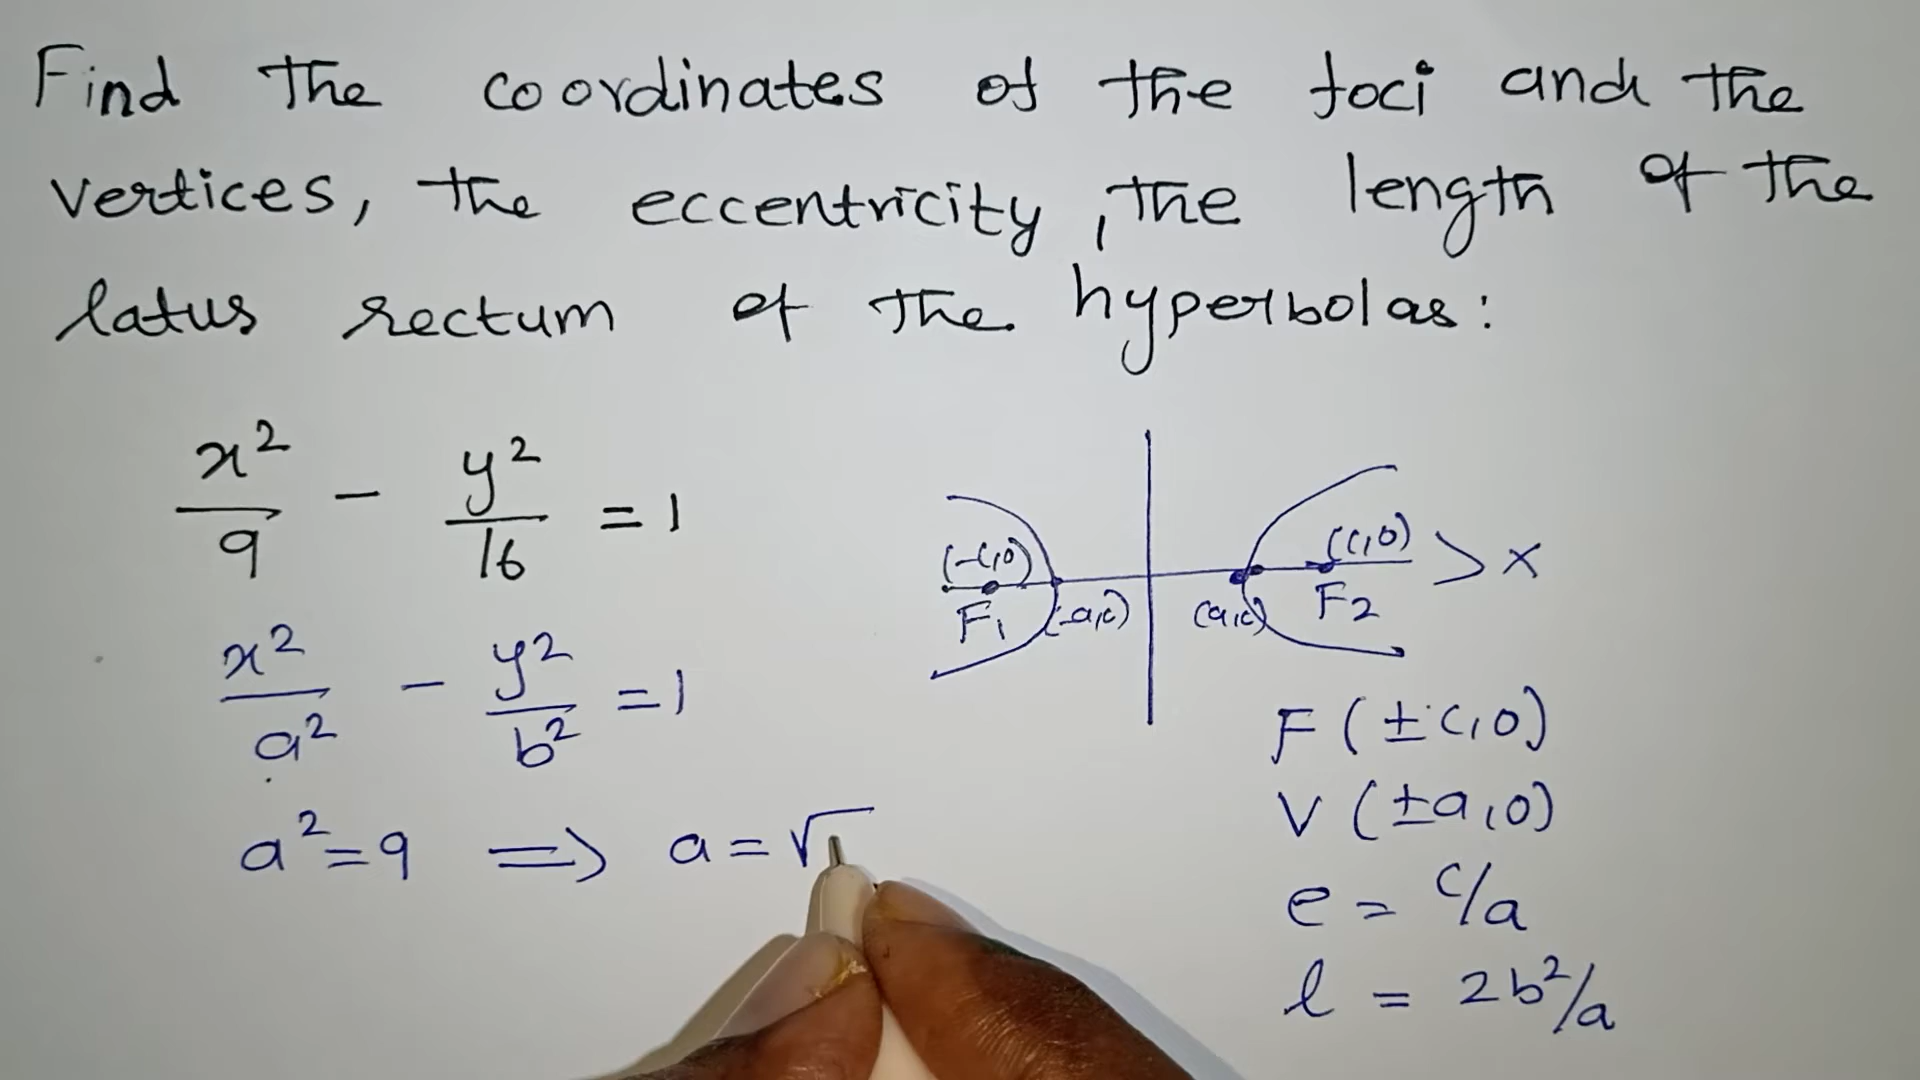 Find the coordinates of the foci and the
vertices, the eccentricity, the length of the
latus rectum of the hyperbolas:
x²/9 - y²/16 = 1
x²/a² - y²/b² = 1
a² = 9 ⇒ a = √
(-c,0)
F₁
(-a,0)
(a,0)
(c,0)
F₂
> x
F (±c,0)
V (±a,0)
e = c/a
l = 2b²/a